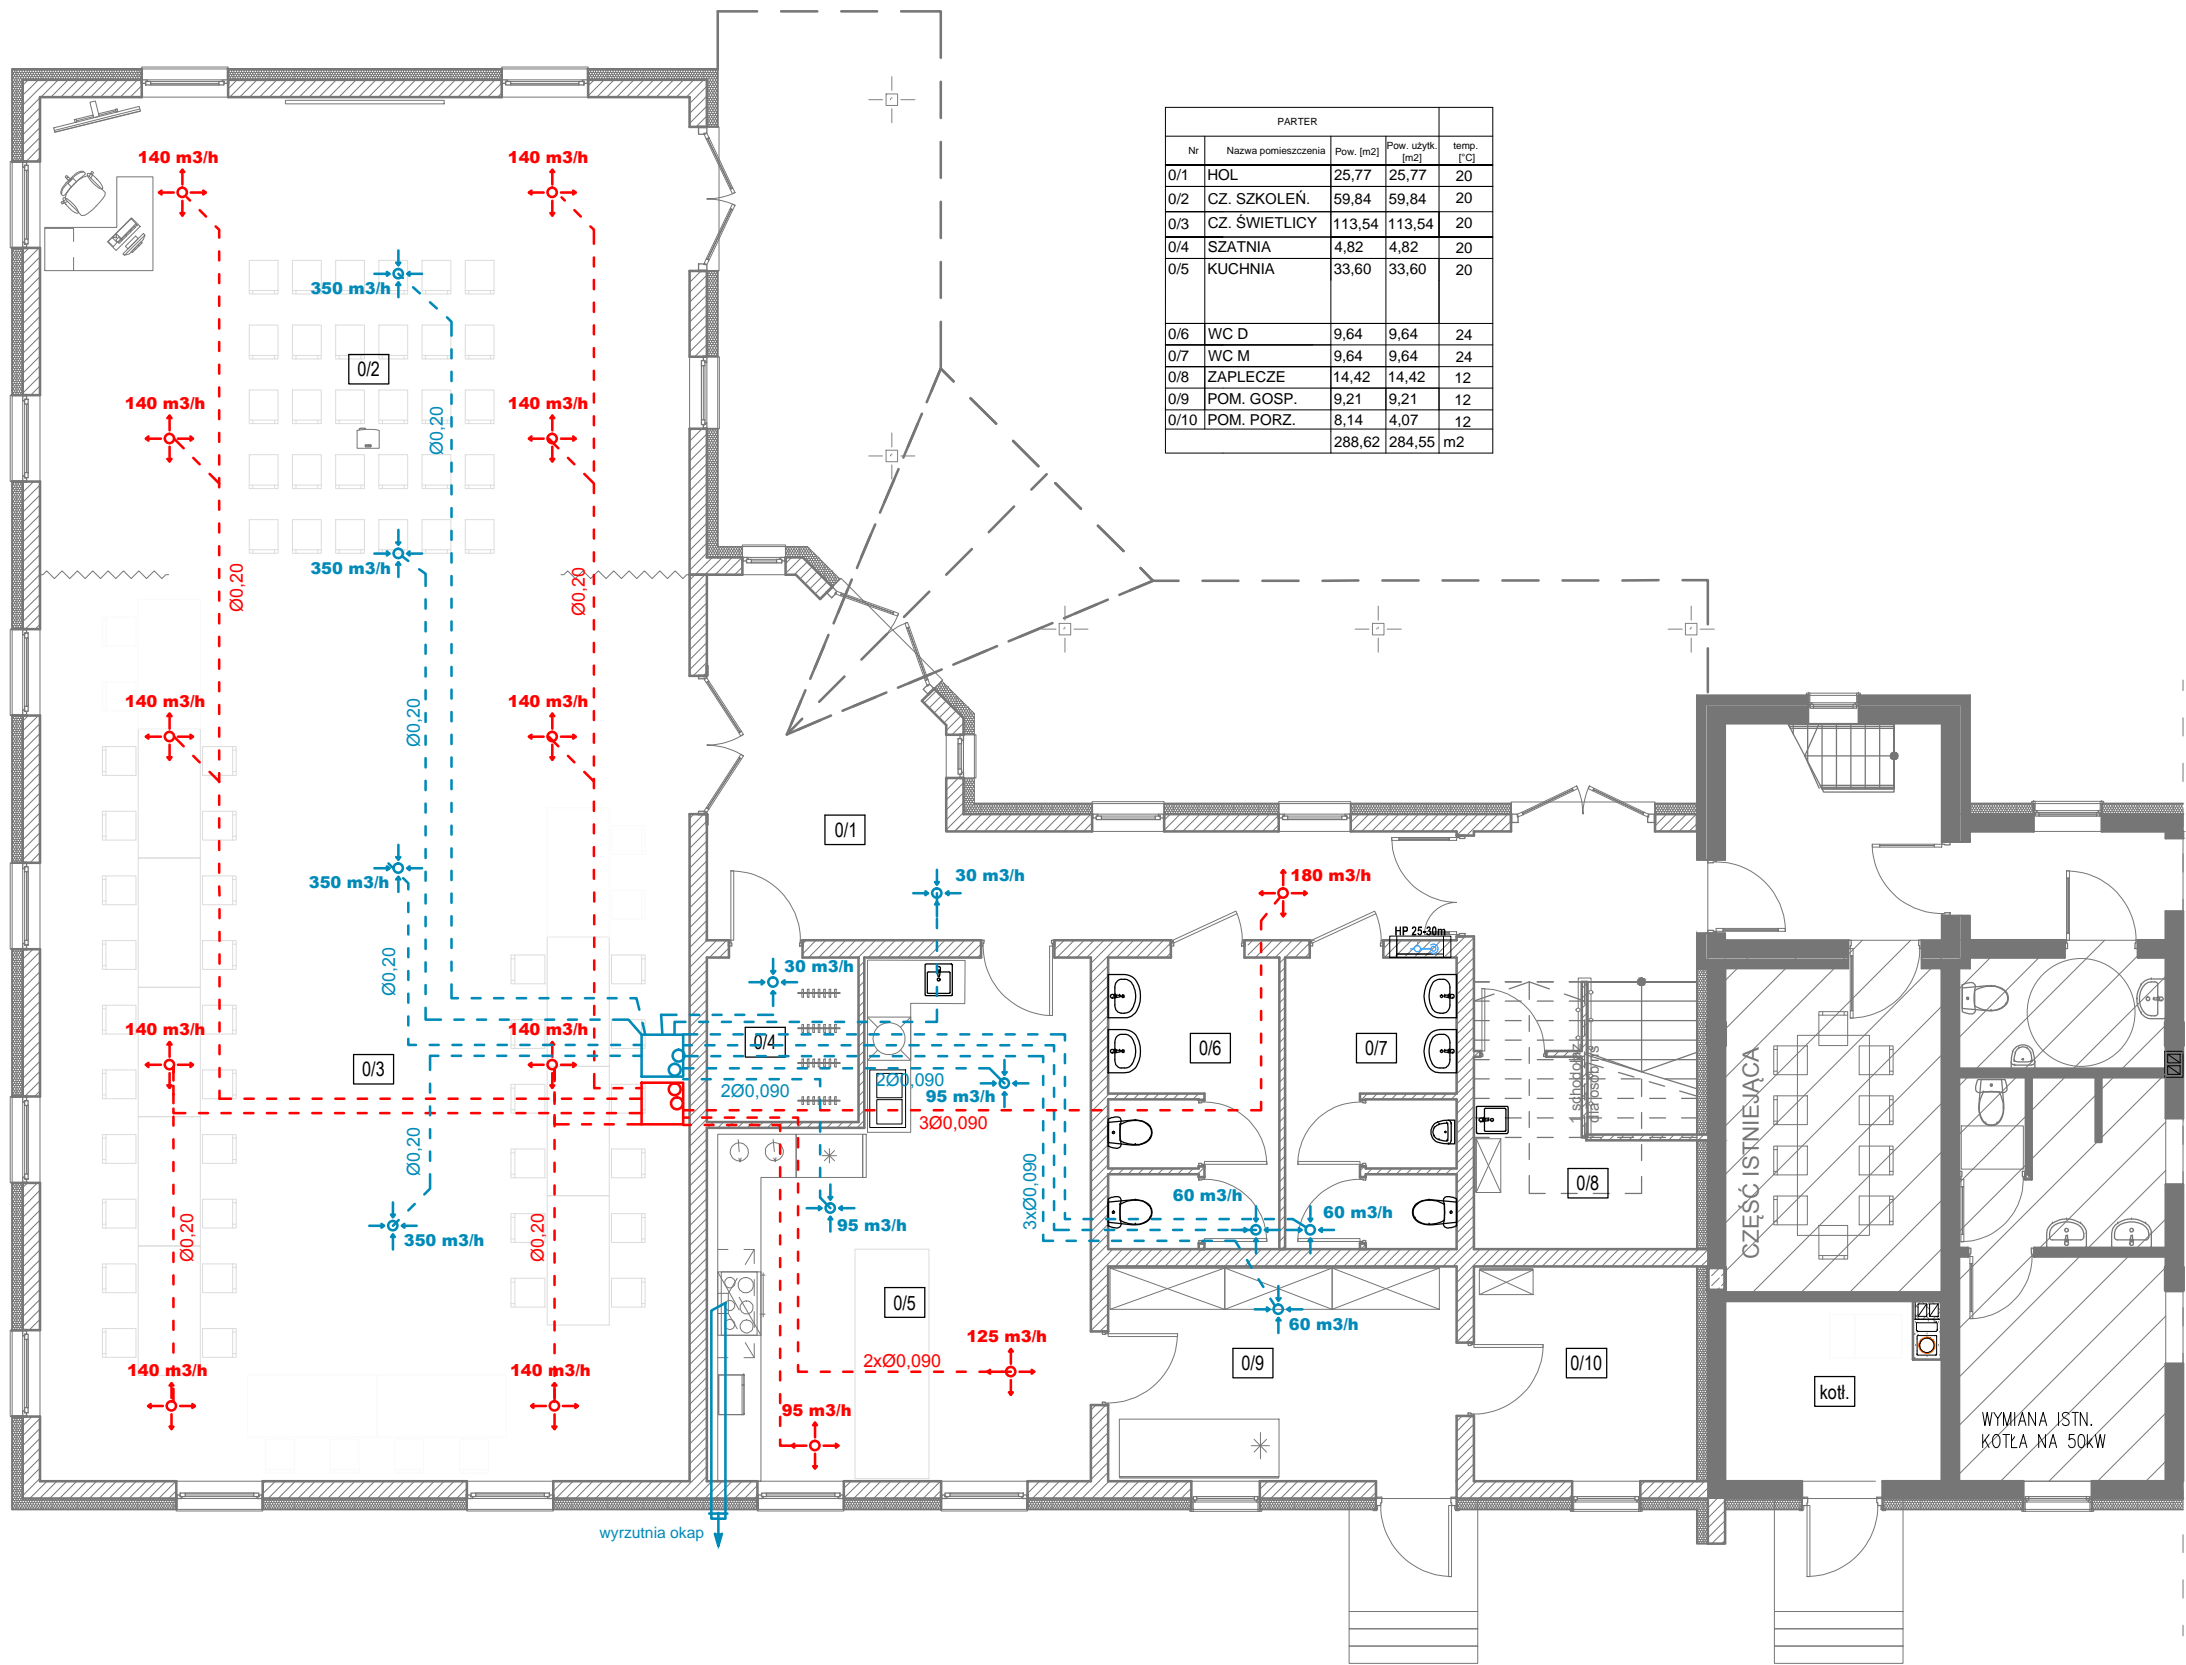 PARTER
Nr Nazwa pomieszczenia Pow. [m2] Pow. użytk. [m2] temp. [°C]
0/1 HOL 25,77 25,77 20
0/2 CZ. SZKOLEŃ. 59,84 59,84 20
0/3 CZ. ŚWIETLICY 113,54 113,54 20
0/4 SZATNIA 4,82 4,82 20
0/5 KUCHNIA 33,60 33,60 20
0/6 WC D 9,64 9,64 24
0/7 WC M 9,64 9,64 24
0/8 ZAPLECZE 14,42 14,42 12
0/9 POM. GOSP. 9,21 9,21 12
0/10 POM. PORZ. 8,14 4,07 12
288,62 284,55 m2
140 m3/h
140 m3/h
350 m3/h
0/2
140 m3/h
140 m3/h
Ø0,20
350 m3/h
Ø0,20
Ø0,20
140 m3/h
140 m3/h
Ø0,20
0/1
350 m3/h
30 m3/h
180 m3/h
HP 25-30m
Ø0,20
30 m3/h
140 m3/h
140 m3/h
0/4
0/6
0/7
0/3
2Ø0,090
2Ø0,090
95 m3/h
3Ø0,090
1 schodołaz
dla osób n/s
CZĘŚĆ ISTNIEJĄCA
Ø0,20
0/8
3xØ0,090
60 m3/h
60 m3/h
95 m3/h
350 m3/h
Ø0,20
Ø0,20
0/5
60 m3/h
125 m3/h
2xØ0,090
0/9
0/10
140 m3/h
140 m3/h
kotł.
95 m3/h
WYMIANA ISTN.
KOTŁA NA 50kW
wyrzutnia okap